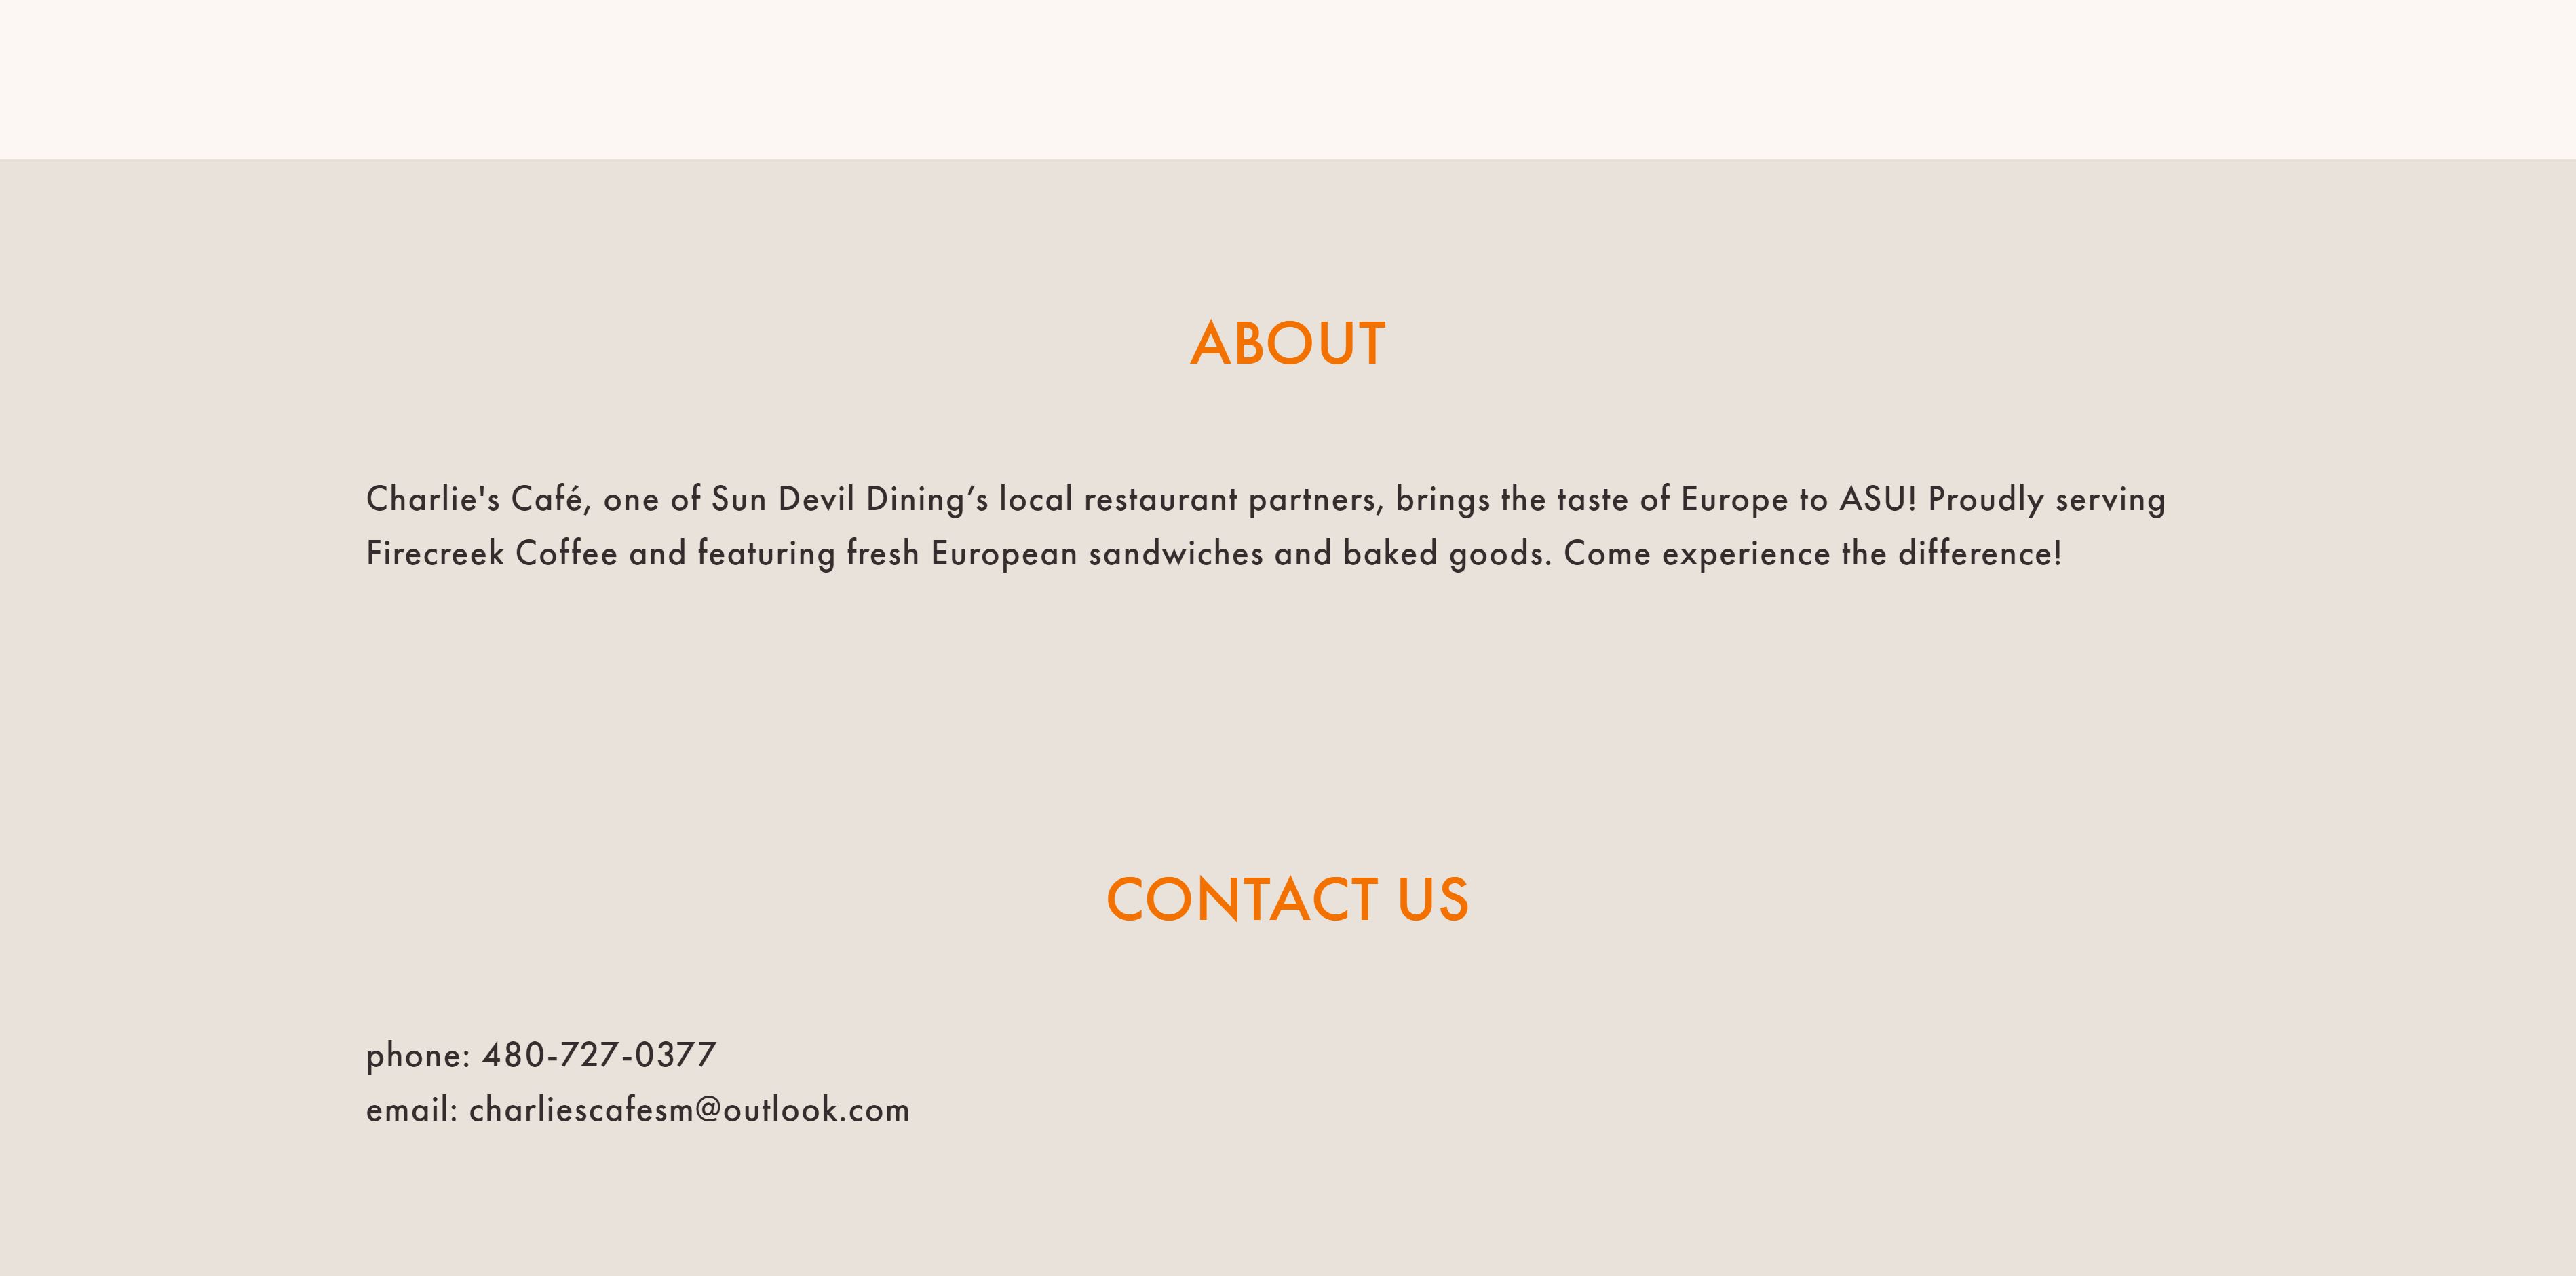 ABOUT
Charlie's Café, one of Sun Devil Dining’s local restaurant partners, brings the taste of Europe to ASU! Proudly serving
Firecreek Coffee and featuring fresh European sandwiches and baked goods. Come experience the difference!
CONTACT US
phone: 480-727-0377
email: charliescafesm@outlook.com